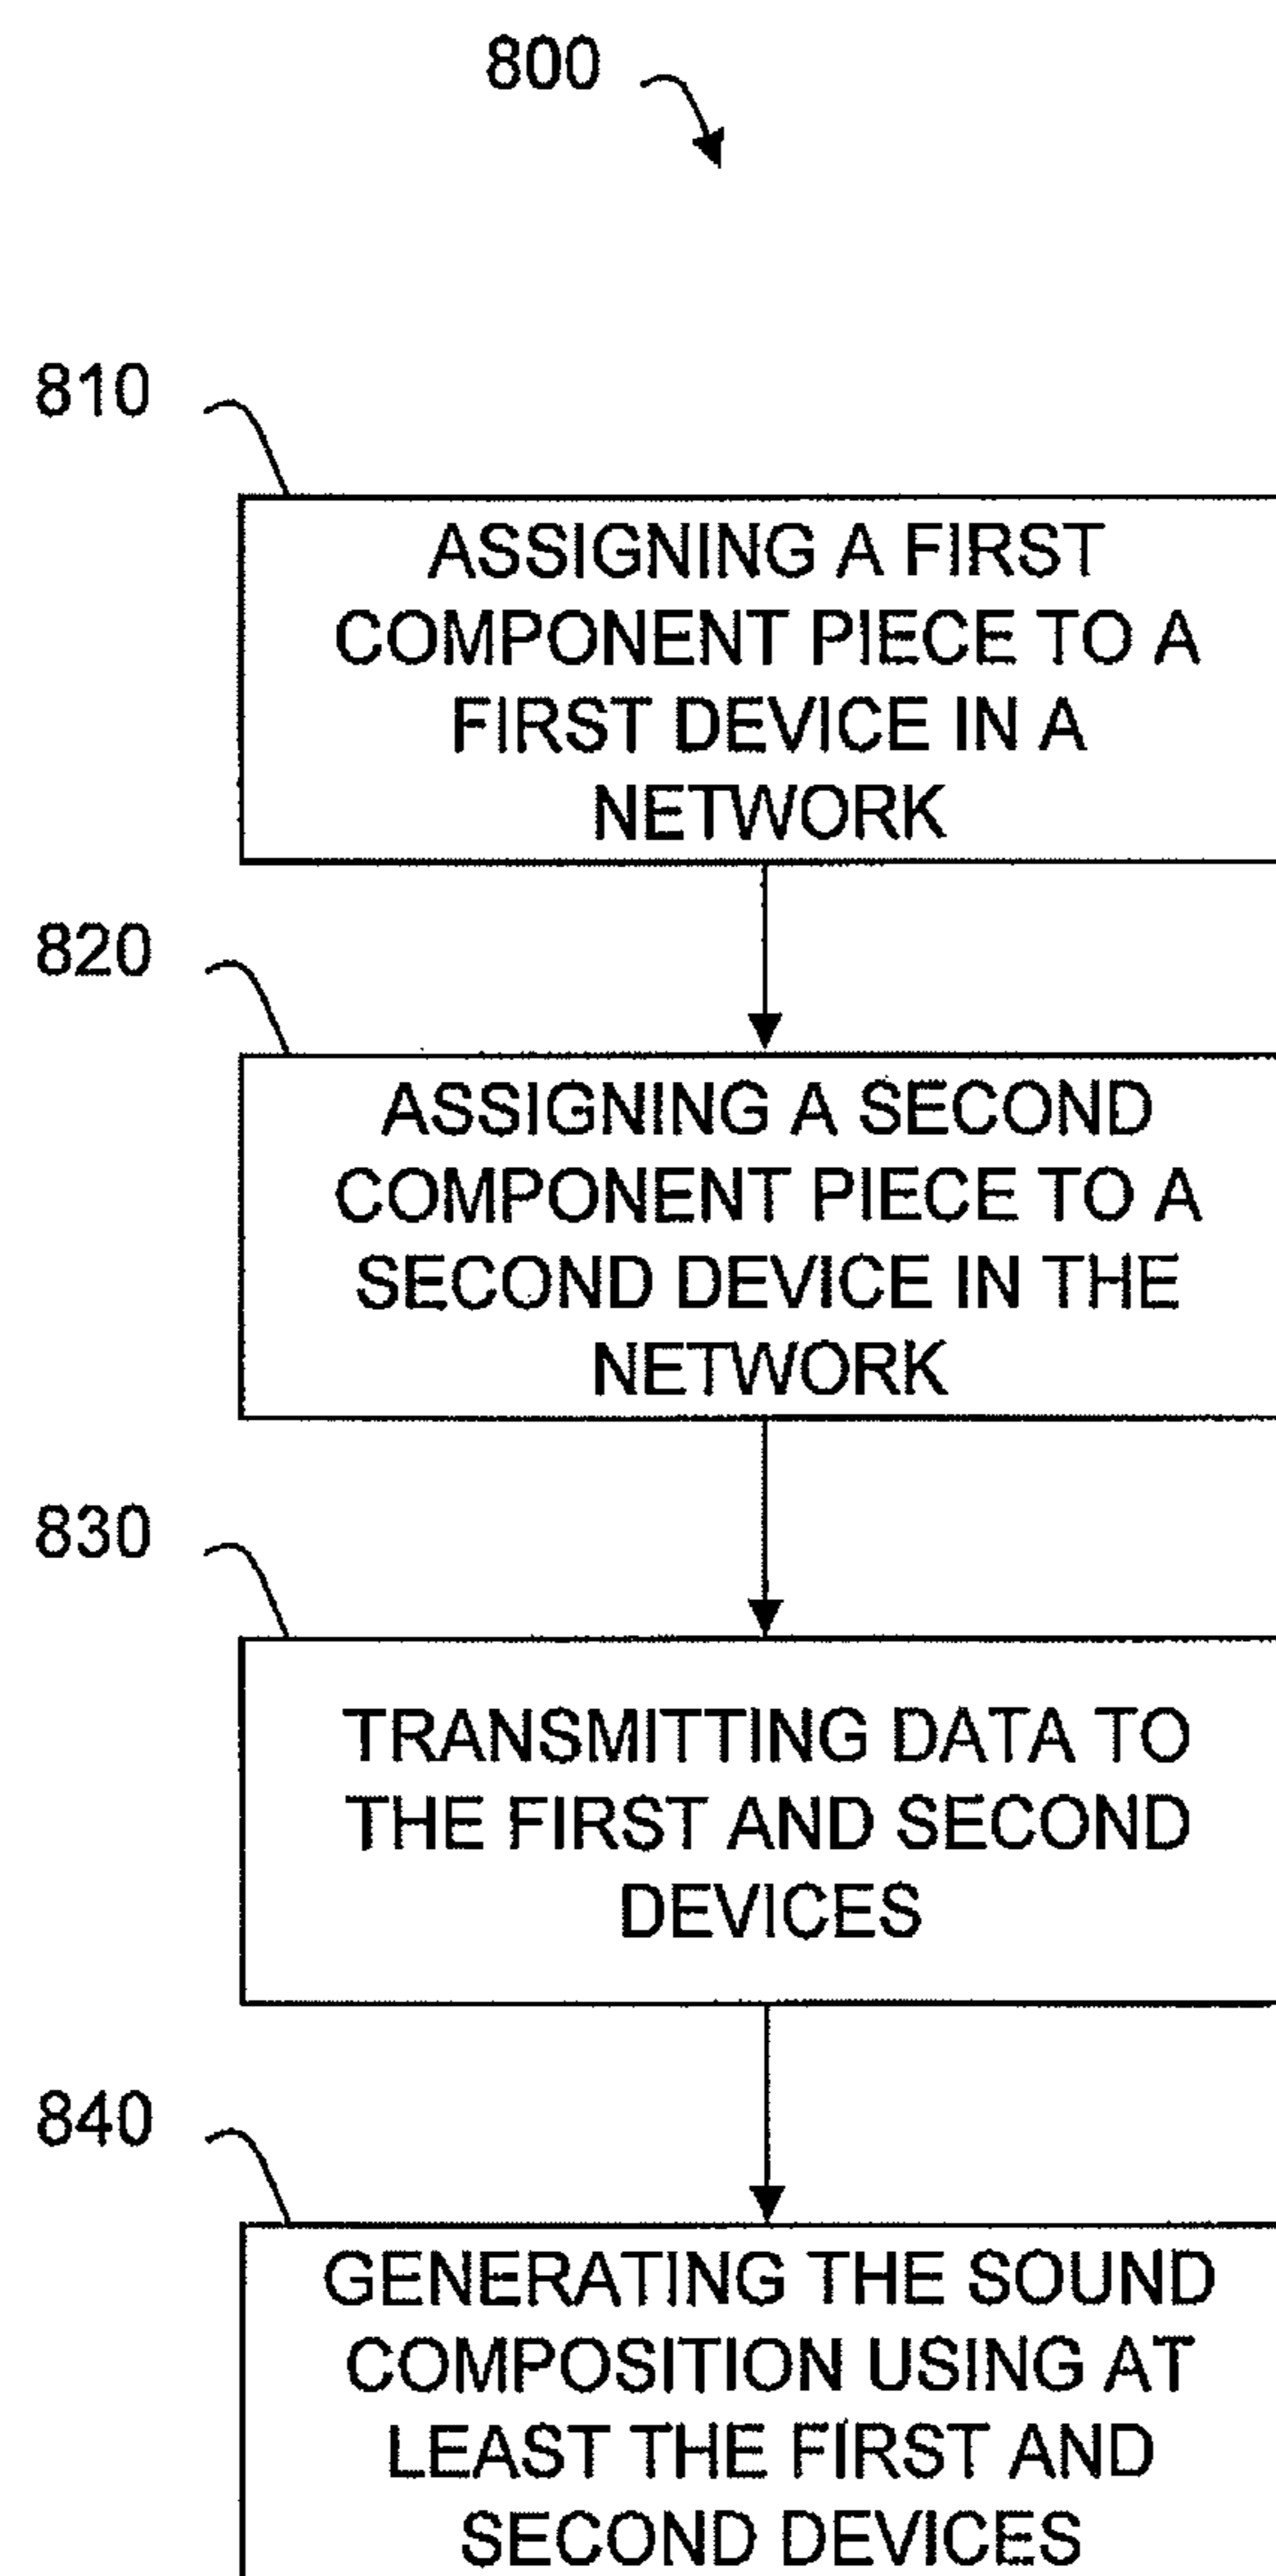 800
810
ASSIGNING A FIRST
COMPONENT PIECE TO A
FIRST DEVICE IN A
NETWORK
820
ASSIGNING A SECOND
COMPONENT PIECE TO A
SECOND DEVICE IN THE
NETWORK
830
TRANSMITTING DATA TO
THE FIRST AND SECOND
DEVICES
840
GENERATING THE SOUND
COMPOSITION USING AT
LEAST THE FIRST AND
SECOND DEVICES